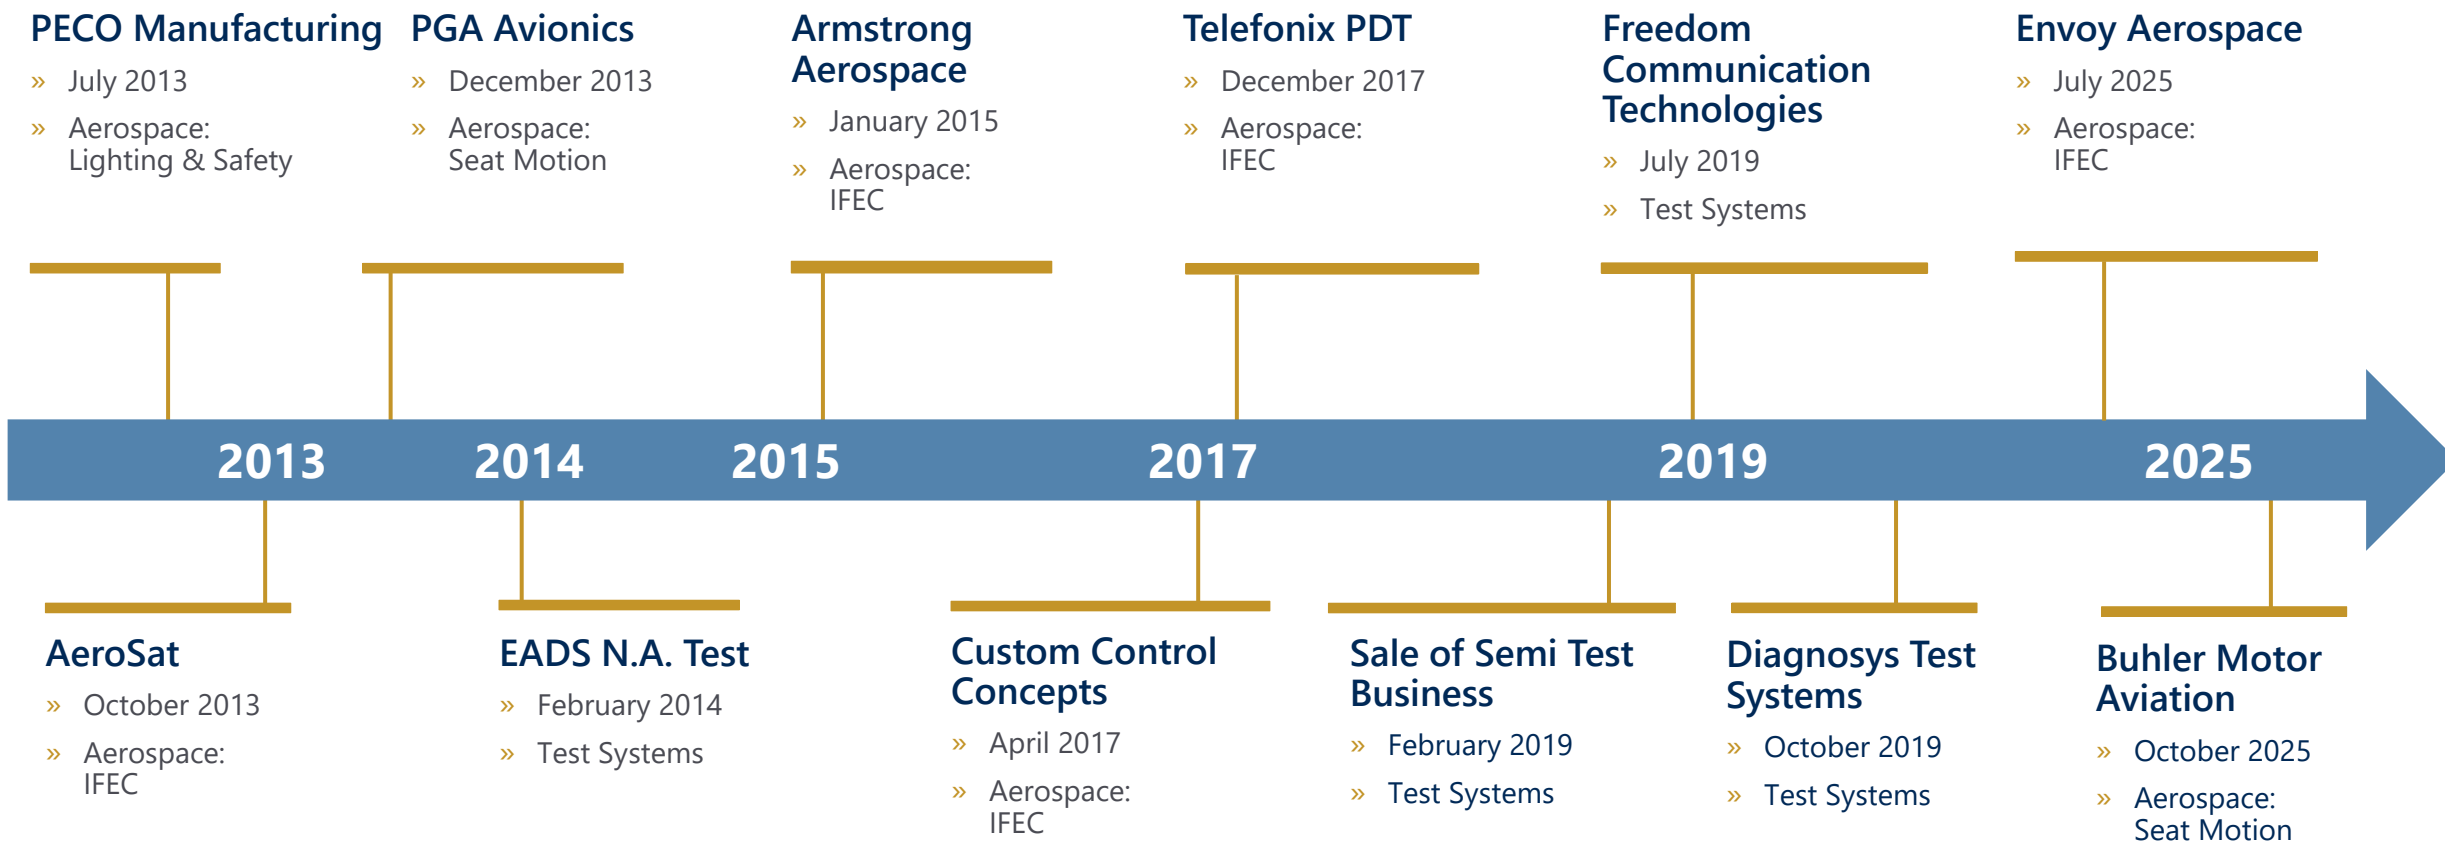 PECO Manufacturing
» July 2013
» Aerospace:
Lighting & Safety
PGA Avionics
» December 2013
» Aerospace:
Seat Motion
Armstrong
Aerospace
» January 2015
» Aerospace:
IFEC
Telefonix PDT
» December 2017
» Aerospace:
IFEC
Freedom
Communication
Technologies
» July 2019
» Test Systems
Envoy Aerospace
» July 2025
» Aerospace:
IFEC
2013
2014
2015
2017
2019
2025
AeroSat
» October 2013
» Aerospace:
IFEC
EADS N.A. Test
» February 2014
» Test Systems
Custom Control
Concepts
» April 2017
» Aerospace:
IFEC
Sale of Semi Test
Business
» February 2019
» Test Systems
Diagnosys Test
Systems
» October 2019
» Test Systems
Buhler Motor
Aviation
» October 2025
» Aerospace:
Seat Motion